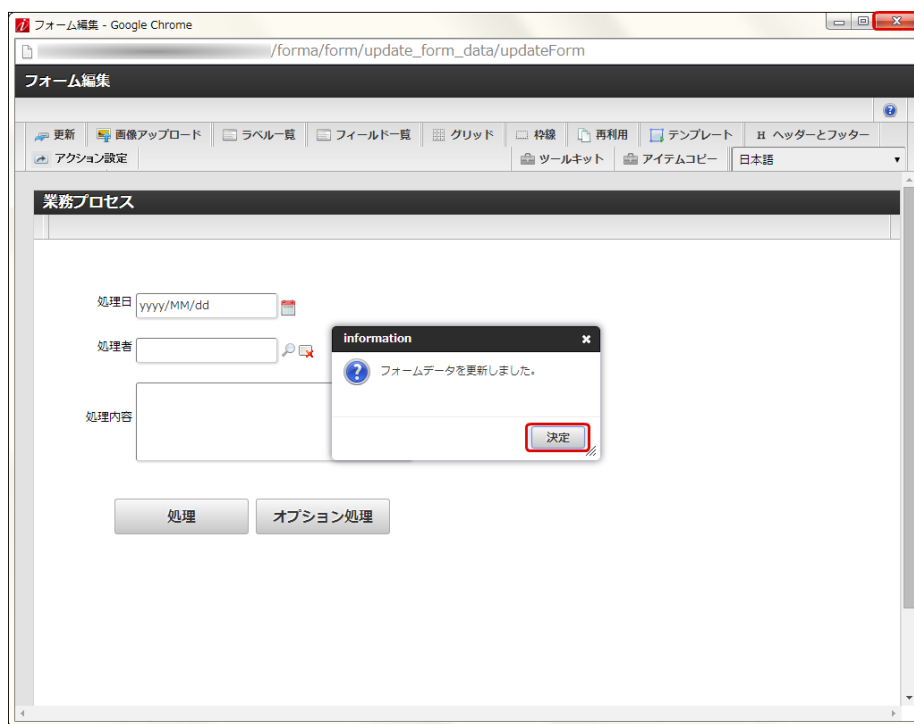 フォーム編集 - Google Chrome
/forma/form/update_form_data/updateForm
フォーム編集
更新 画像アップロード ラベル一覧 フィールド一覧 グリッド 枠線 再利用 テンプレート H ヘッダーとフッター
アクション設定 ツールキット アイテムコピー 日本語
業務プロセス
処理日 yyyy/MM/dd
処理者
information
フォームデータを更新しました。
処理内容
決定
処理 オプション処理